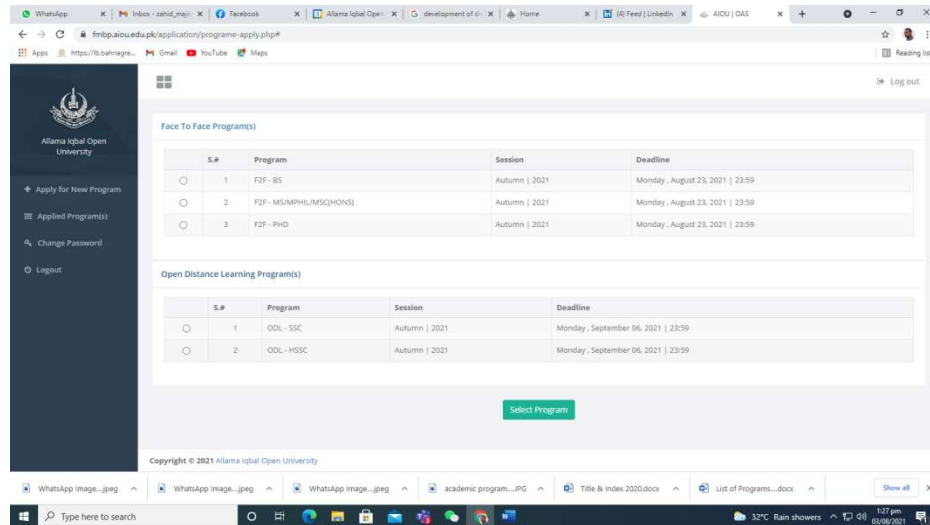 WhatsApp
Inbox - zahid_maji
Facebook
Allama Iqbal Open
G development of di
Home
(4) Feed | LinkedIn
AIOU | OAS
fmbp.aiou.edu.pk/application/programe-apply.php#
Apps
https://lb.bahriagre...
Gmail
YouTube
Maps
Reading list
Log out
Allama Iqbal Open
University
Apply for New Program
Applied Program(s)
Change Password
Logout
Face To Face Program(s)
S.# Program Session Deadline
1 F2F - BS Autumn | 2021 Monday , August 23, 2021 | 23:59
2 F2F - MS/MPHIL/MSC(HONS) Autumn | 2021 Monday , August 23, 2021 | 23:59
3 F2F - PHD Autumn | 2021 Monday , August 23, 2021 | 23:59
Open Distance Learning Program(s)
S.# Program Session Deadline
1 ODL - SSC Autumn | 2021 Monday , September 06, 2021 | 23:59
2 ODL - HSSC Autumn | 2021 Monday , September 06, 2021 | 23:59
Select Program
Copyright © 2021 Allama Iqbal Open University
WhatsApp Image....jpeg
WhatsApp Image....jpeg
WhatsApp Image....jpeg
academic program....JPG
Title & Index 2020.docx
List of Programs....docx
Show all
Type here to search
32°C Rain showers
1:27 pm
03/08/2021